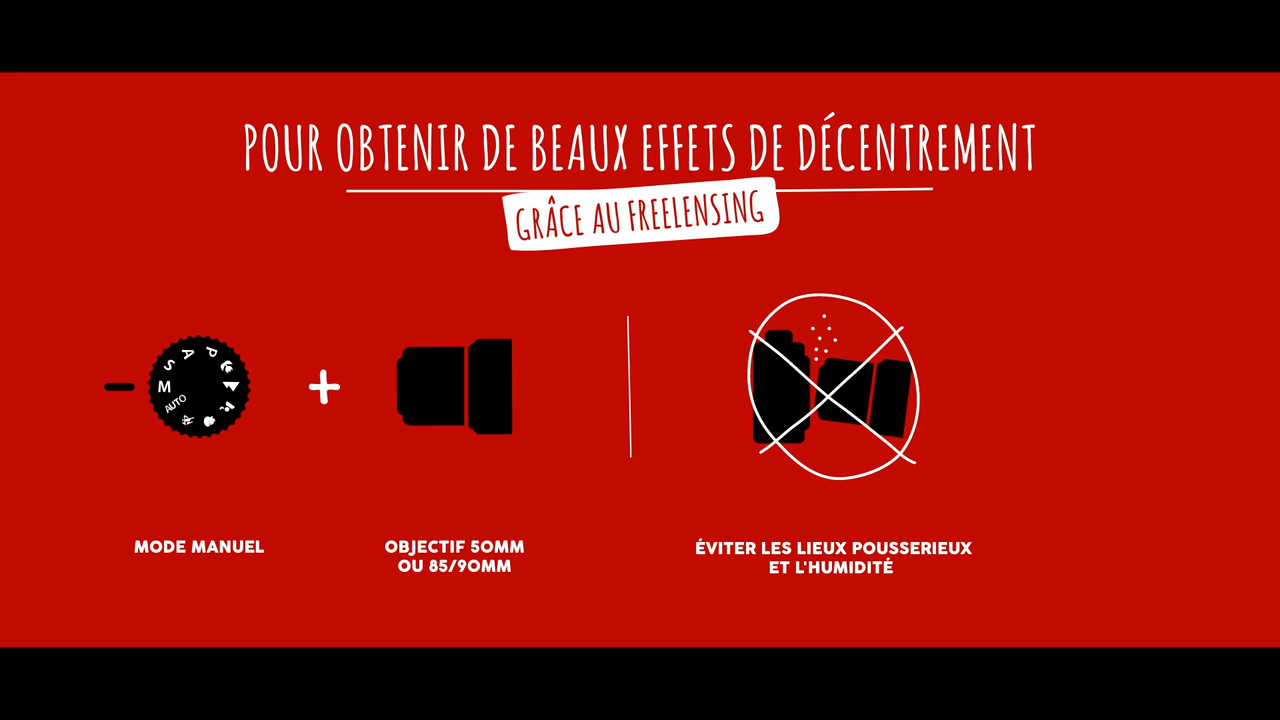 POUR OBTENIR DE BEAUX EFFETS DE DÉCENTREMENT
GRÂCE AU FREELENSING
P
A
S
M
AUTO
MODE MANUEL
OBJECTIF 50MM
OU 85/90MM
ÉVITER LES LIEUX POUSSERIEUX
ET L'HUMIDITÉ